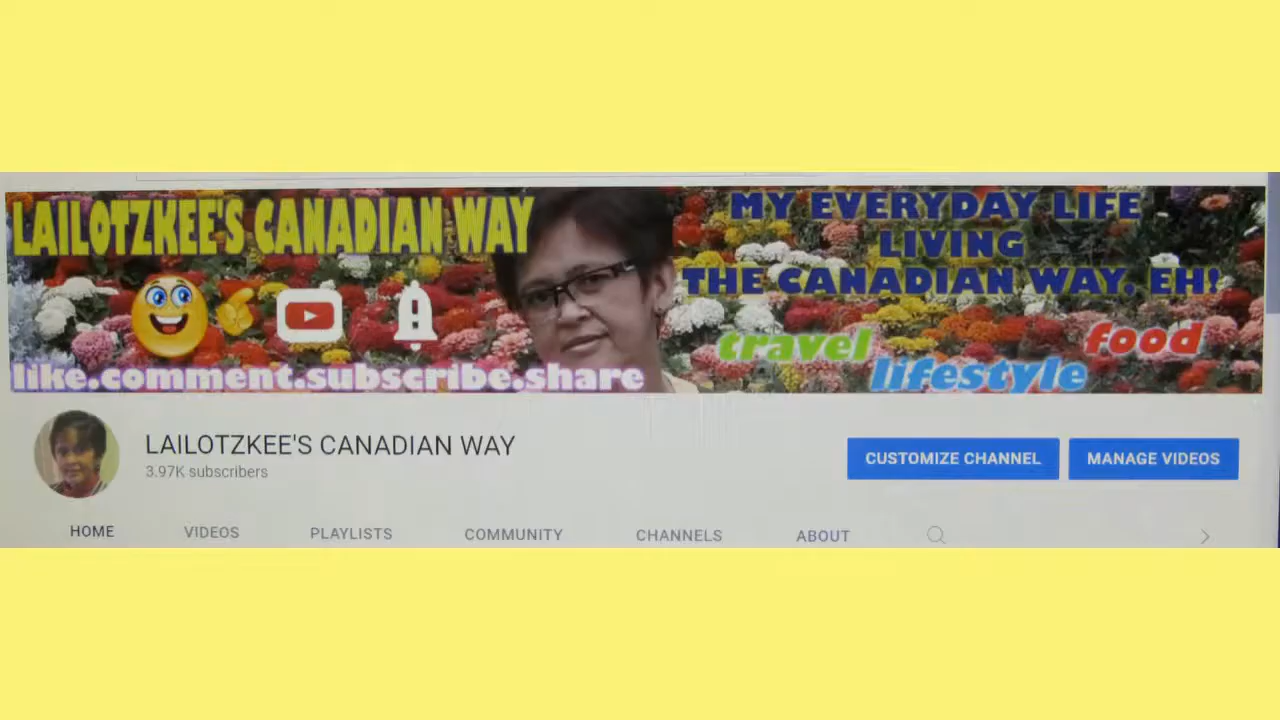 LAILOTZKEE'S CANADIAN WAY
MY EVERYDAY LIFE
LIVING
THE CANADIAN WAY, EH!
travel
food
lifestyle
like.comment.subscribe.share
LAILOTZKEE'S CANADIAN WAY
3.97K subscribers
CUSTOMIZE CHANNEL
MANAGE VIDEOS
HOME VIDEOS PLAYLISTS COMMUNITY CHANNELS ABOUT